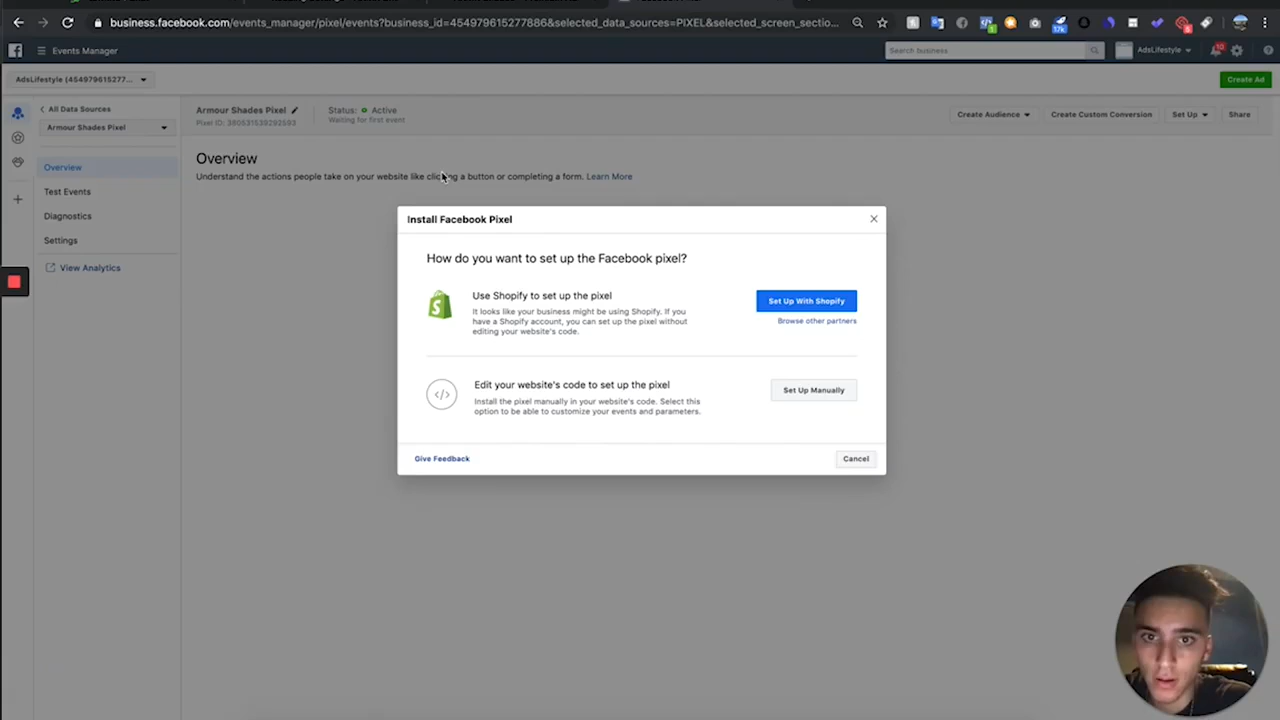 business.facebook.com/events_manager/pixel/events?business_id=454979615277886&selected_data_sources=PIXEL&selected_screen_sectio...
Events Manager
Search business
AdsLifestyle
AdsLifestyle (454979615277...
Create Ad
All Data Sources
Armour Shades Pixel
Overview
Test Events
Diagnostics
Settings
View Analytics
Armour Shades Pixel
Pixel ID: 380531539292593
Status: Active
Waiting for first event
Create Audience
Create Custom Conversion
Set Up
Share
Overview
Understand the actions people take on your website like clicking a button or completing a form. Learn More
Install Facebook Pixel
How do you want to set up the Facebook pixel?
Use Shopify to set up the pixel
It looks like your business might be using Shopify. If you
have a Shopify account, you can set up the pixel without
editing your website's code.
Set Up With Shopify
Browse other partners
Edit your website's code to set up the pixel
Install the pixel manually in your website's code. Select this
option to be able to customize your events and parameters.
Set Up Manually
Give Feedback
Cancel